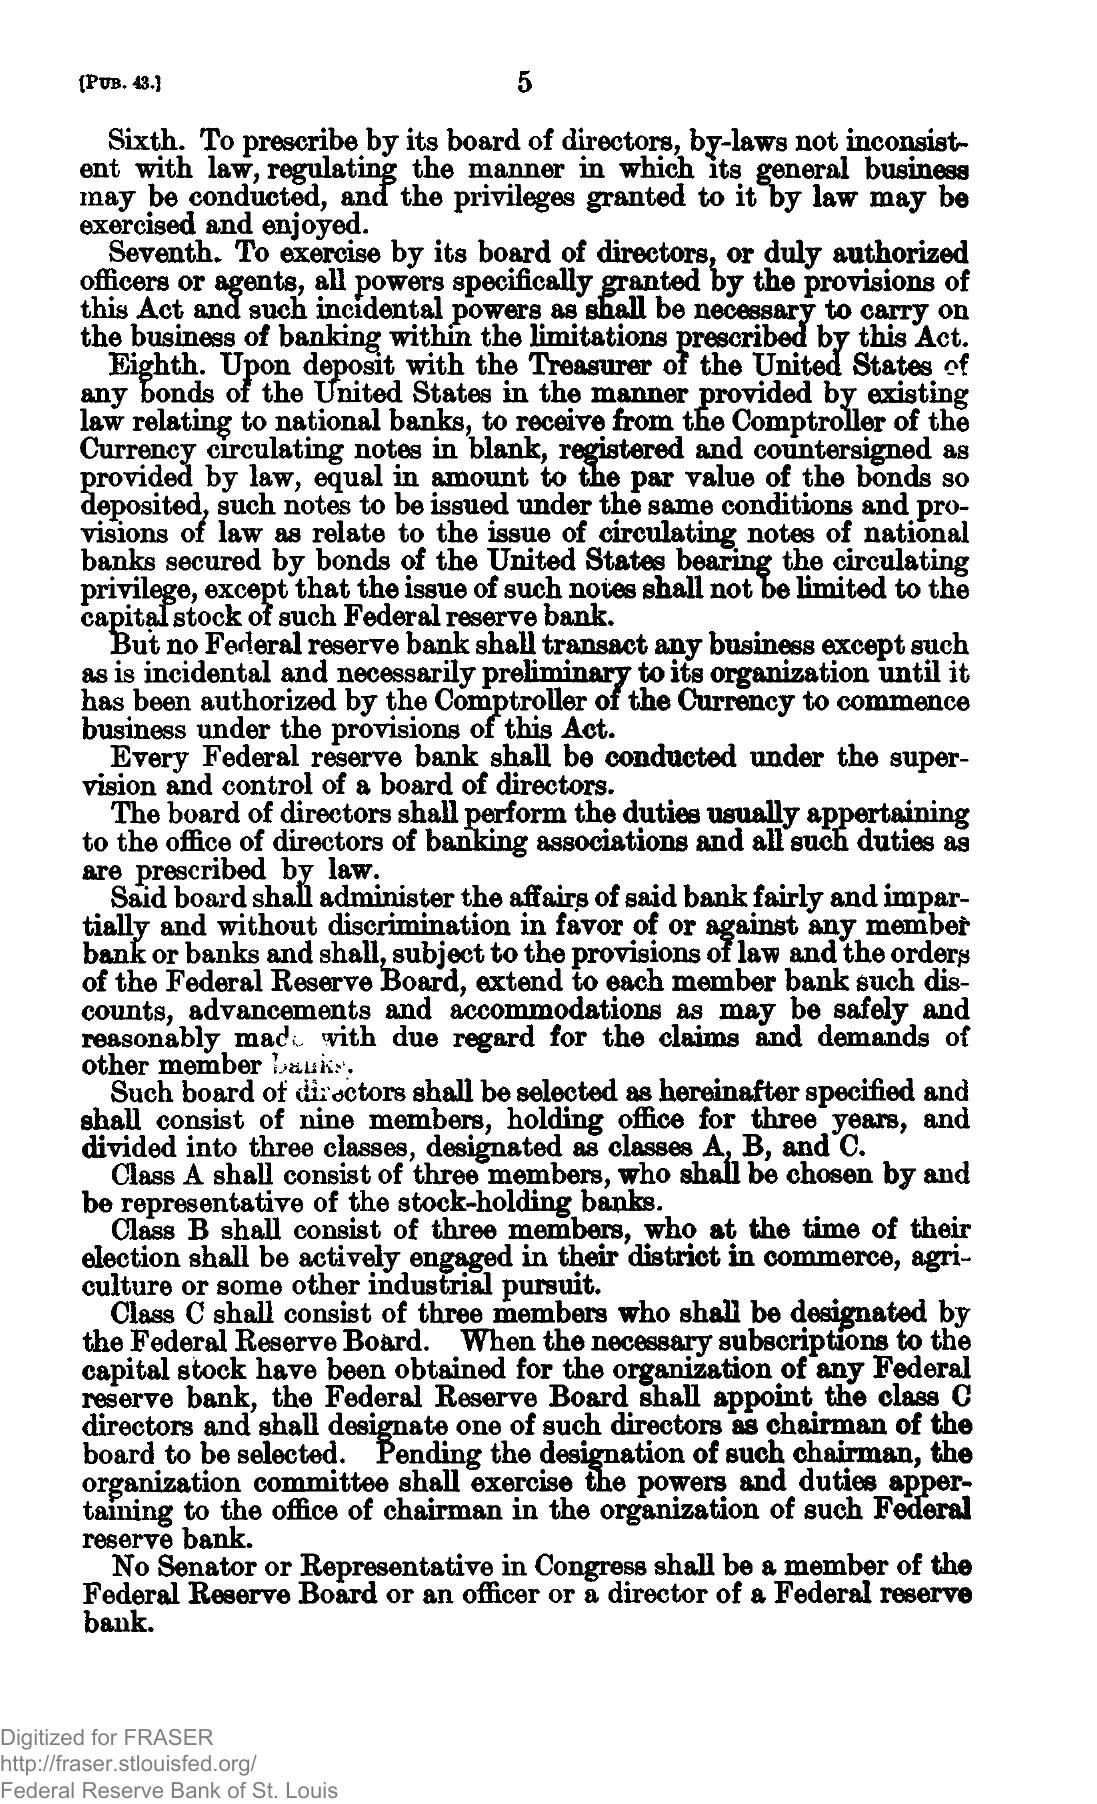 [PUB. 43.] 5
Sixth. To prescribe by its board of directors, by-laws not inconsist-
ent with law, regulating the manner in which its general business
may be conducted, and the privileges granted to it by law may be
exercised and enjoyed.
Seventh. To exercise by its board of directors, or duly authorized
officers or agents, all powers specifically granted by the provisions of
this Act and such incidental powers as shall be necessary to carry on
the business of banking within the limitations prescribed by this Act.
Eighth. Upon deposit with the Treasurer of the United States of
any bonds of the United States in the manner provided by existing
law relating to national banks, to receive from the Comptroller of the
Currency circulating notes in blank, registered and countersigned as
provided by law, equal in amount to the par value of the bonds so
deposited, such notes to be issued under the same conditions and pro-
visions of law as relate to the issue of circulating notes of national
banks secured by bonds of the United States bearing the circulating
privilege, except that the issue of such notes shall not be limited to the
capital stock of such Federal reserve bank.
But no Federal reserve bank shall transact any business except such
as is incidental and necessarily preliminary to its organization until it
has been authorized by the Comptroller of the Currency to commence
business under the provisions of this Act.
Every Federal reserve bank shall be conducted under the super-
vision and control of a board of directors.
The board of directors shall perform the duties usually appertaining
to the office of directors of banking associations and all such duties as
are prescribed by law.
Said board shall administer the affairs of said bank fairly and impar-
tially and without discrimination in favor of or against any member
bank or banks and shall, subject to the provisions of law and the orders
of the Federal Reserve Board, extend to each member bank such dis-
counts, advancements and accommodations as may be safely and
reasonably made with due regard for the claims and demands of
other member banks.
Such board of directors shall be selected as hereinafter specified and
shall consist of nine members, holding office for three years, and
divided into three classes, designated as classes A, B, and C.
Class A shall consist of three members, who shall be chosen by and
be representative of the stock-holding banks.
Class B shall consist of three members, who at the time of their
election shall be actively engaged in their district in commerce, agri-
culture or some other industrial pursuit.
Class C shall consist of three members who shall be designated by
the Federal Reserve Board. When the necessary subscriptions to the
capital stock have been obtained for the organization of any Federal
reserve bank, the Federal Reserve Board shall appoint the class C
directors and shall designate one of such directors as chairman of the
board to be selected. Pending the designation of such chairman, the
organization committee shall exercise the powers and duties apper-
taining to the office of chairman in the organization of such Federal
reserve bank.
No Senator or Representative in Congress shall be a member of the
Federal Reserve Board or an officer or a director of a Federal reserve
bank.
Digitized for FRASER
http://fraser.stlouisfed.org/
Federal Reserve Bank of St. Louis